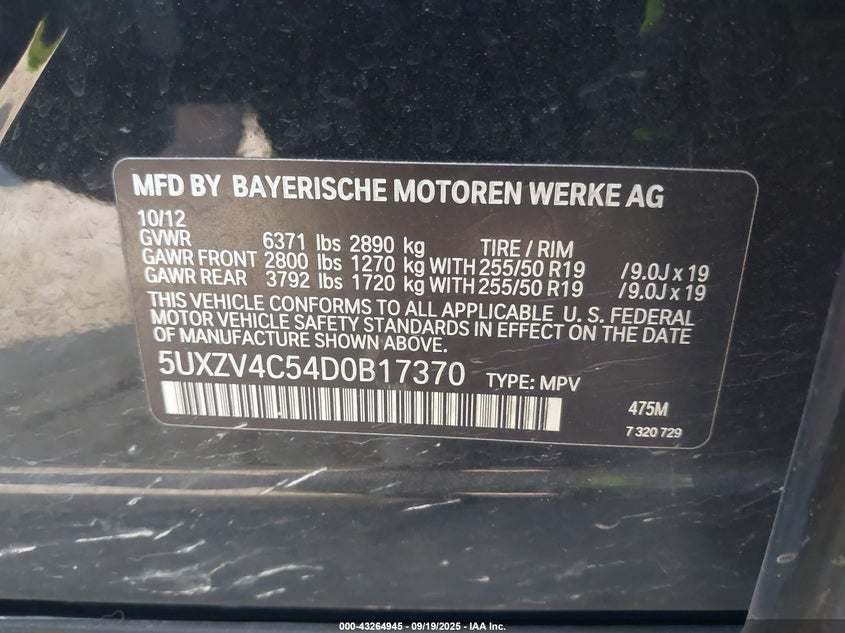 MFD BY BAYERISCHE MOTOREN WERKE AG
10/12
GVWR 6371 lbs 2890 kg TIRE / RIM
GAWR FRONT 2800 lbs 1270 kg WITH 255/50 R19 /9.0J x 19
GAWR REAR 3792 lbs 1720 kg WITH 255/50 R19 /9.0J x 19
THIS VEHICLE CONFORMS TO ALL APPLICABLE U. S. FEDERAL
MOTOR VEHICLE SAFETY STANDARDS IN EFFECT ON THE DATE
OF MANUFACTURE SHOWN ABOVE.
5UXZV4C54D0B17370 TYPE: MPV
475M
7 320 729
000-43264945 - 09/19/2025 - IAA Inc.